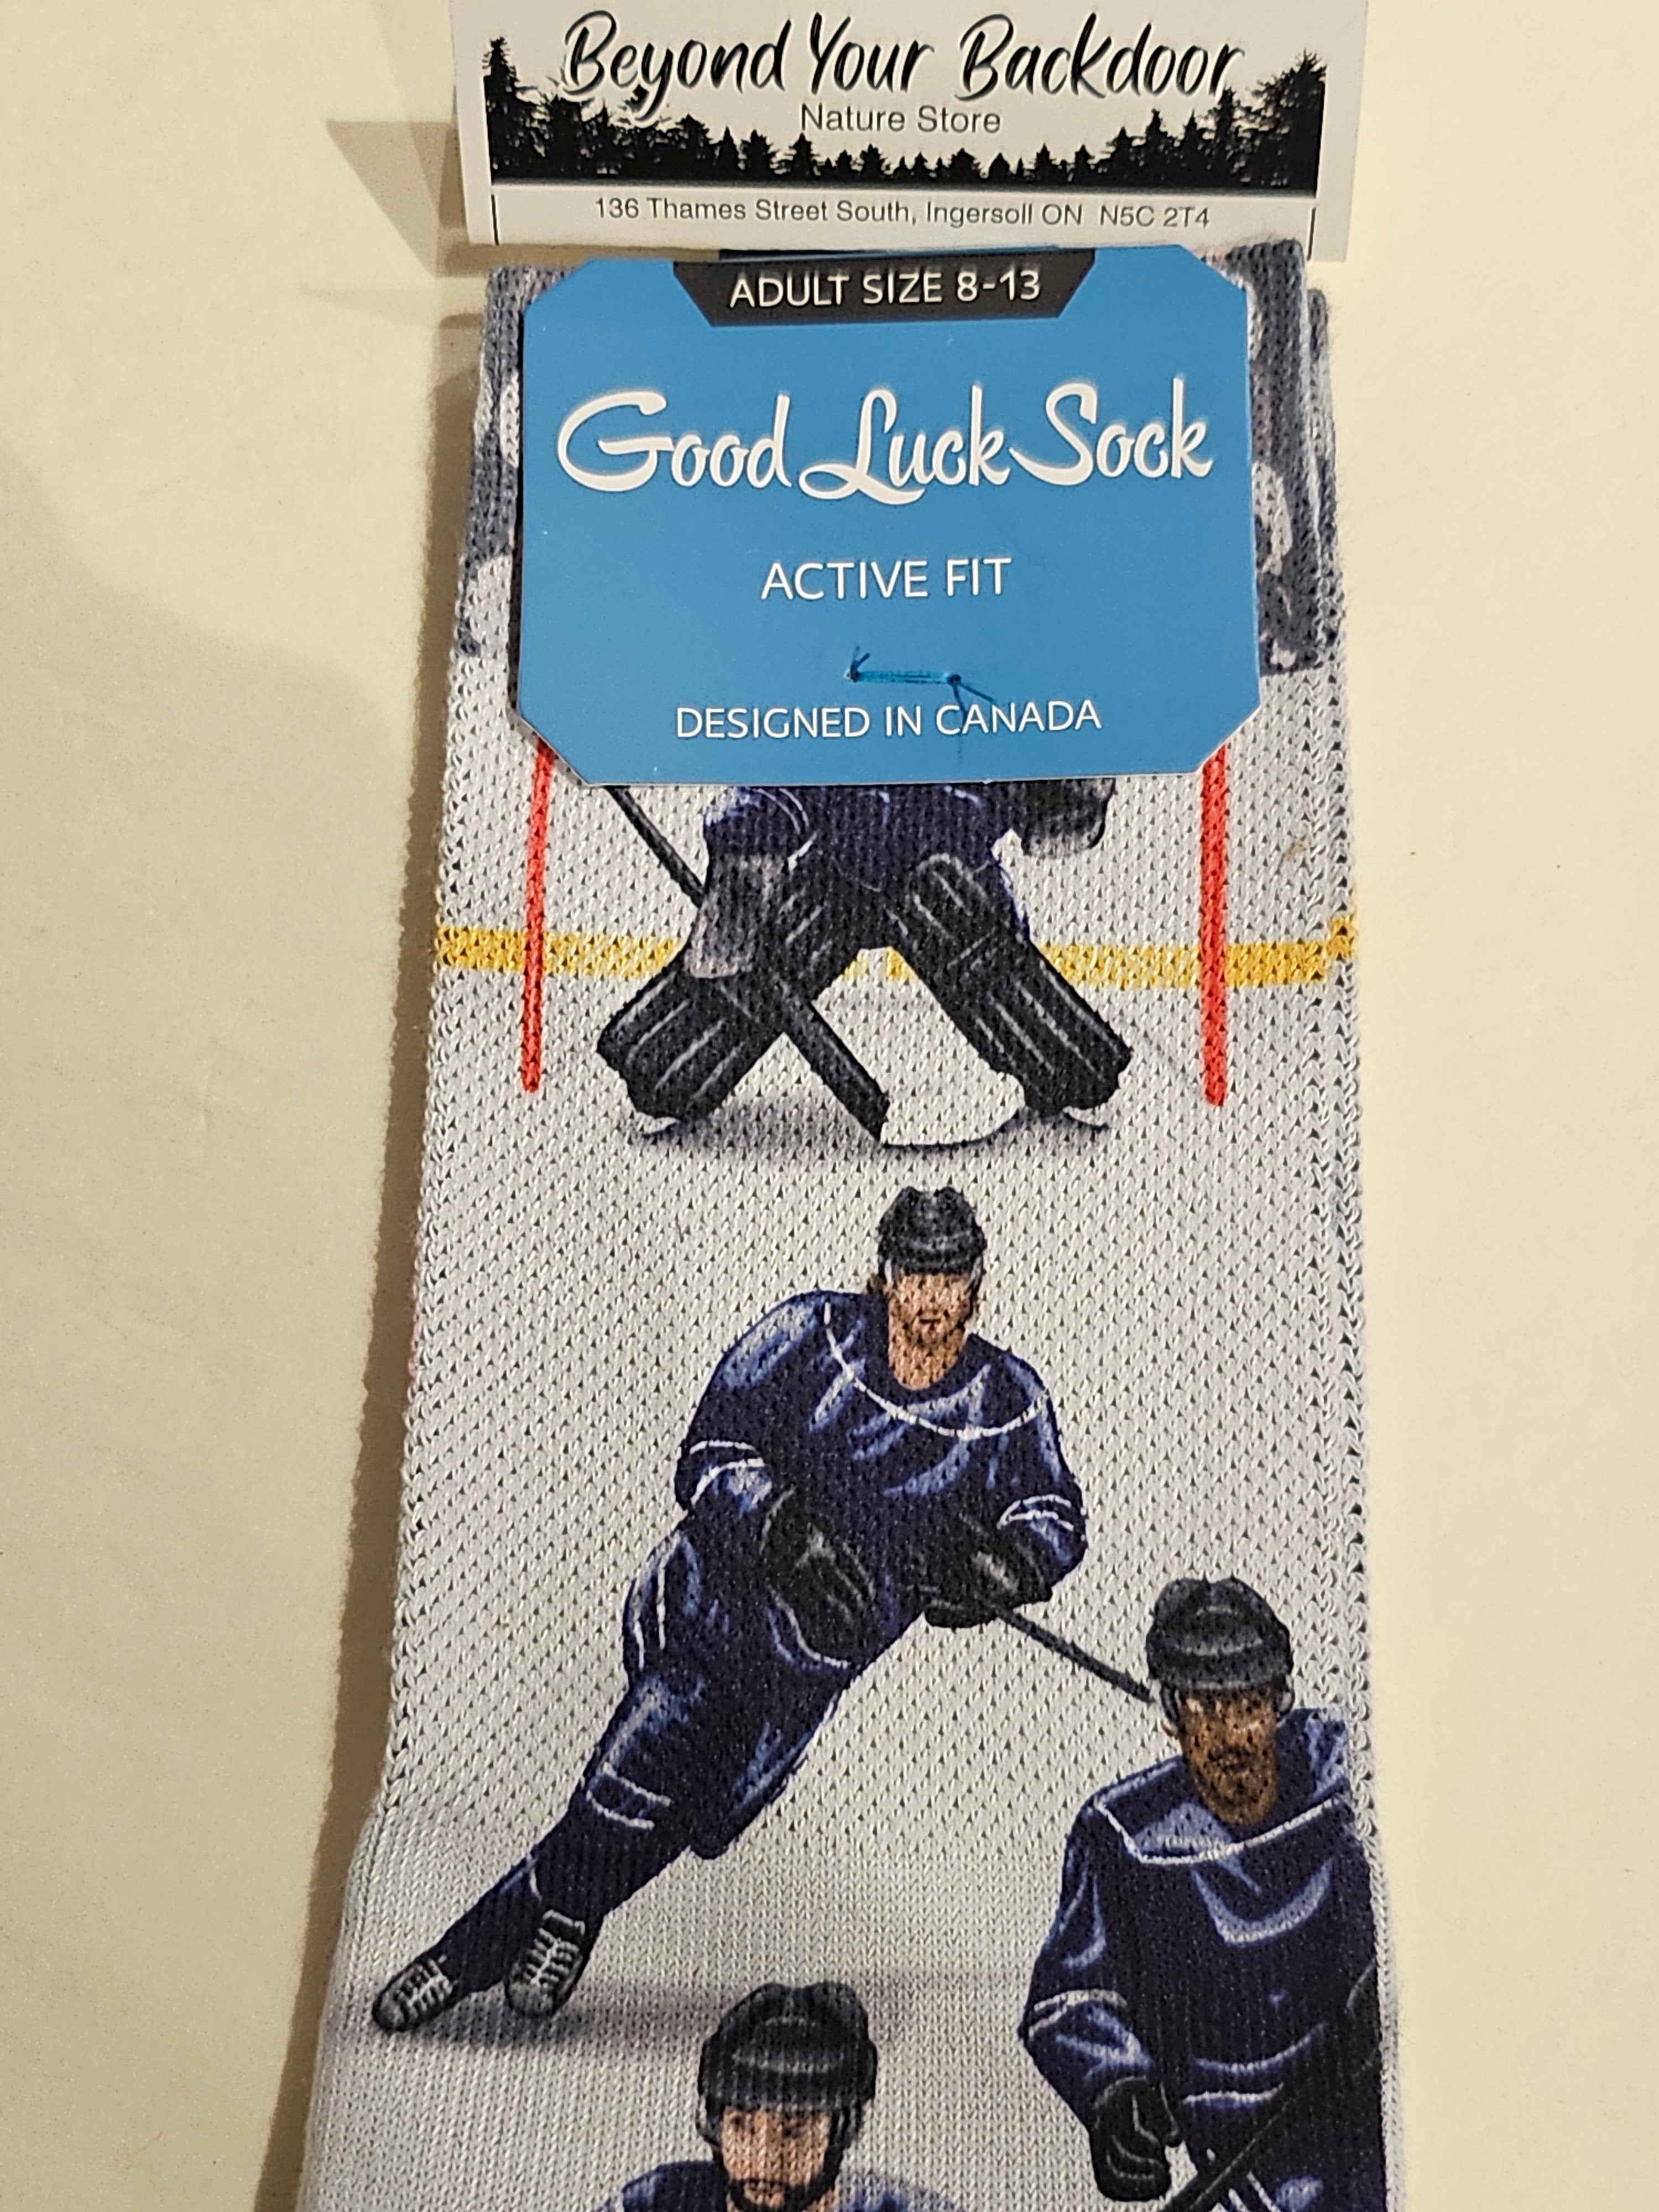 Beyond Your Backdoor
Nature Store
136 Thames Street South, Ingersoll ON N5C 2T4
ADULT SIZE 8-13
Good Luck Sock
ACTIVE FIT
DESIGNED IN CANADA